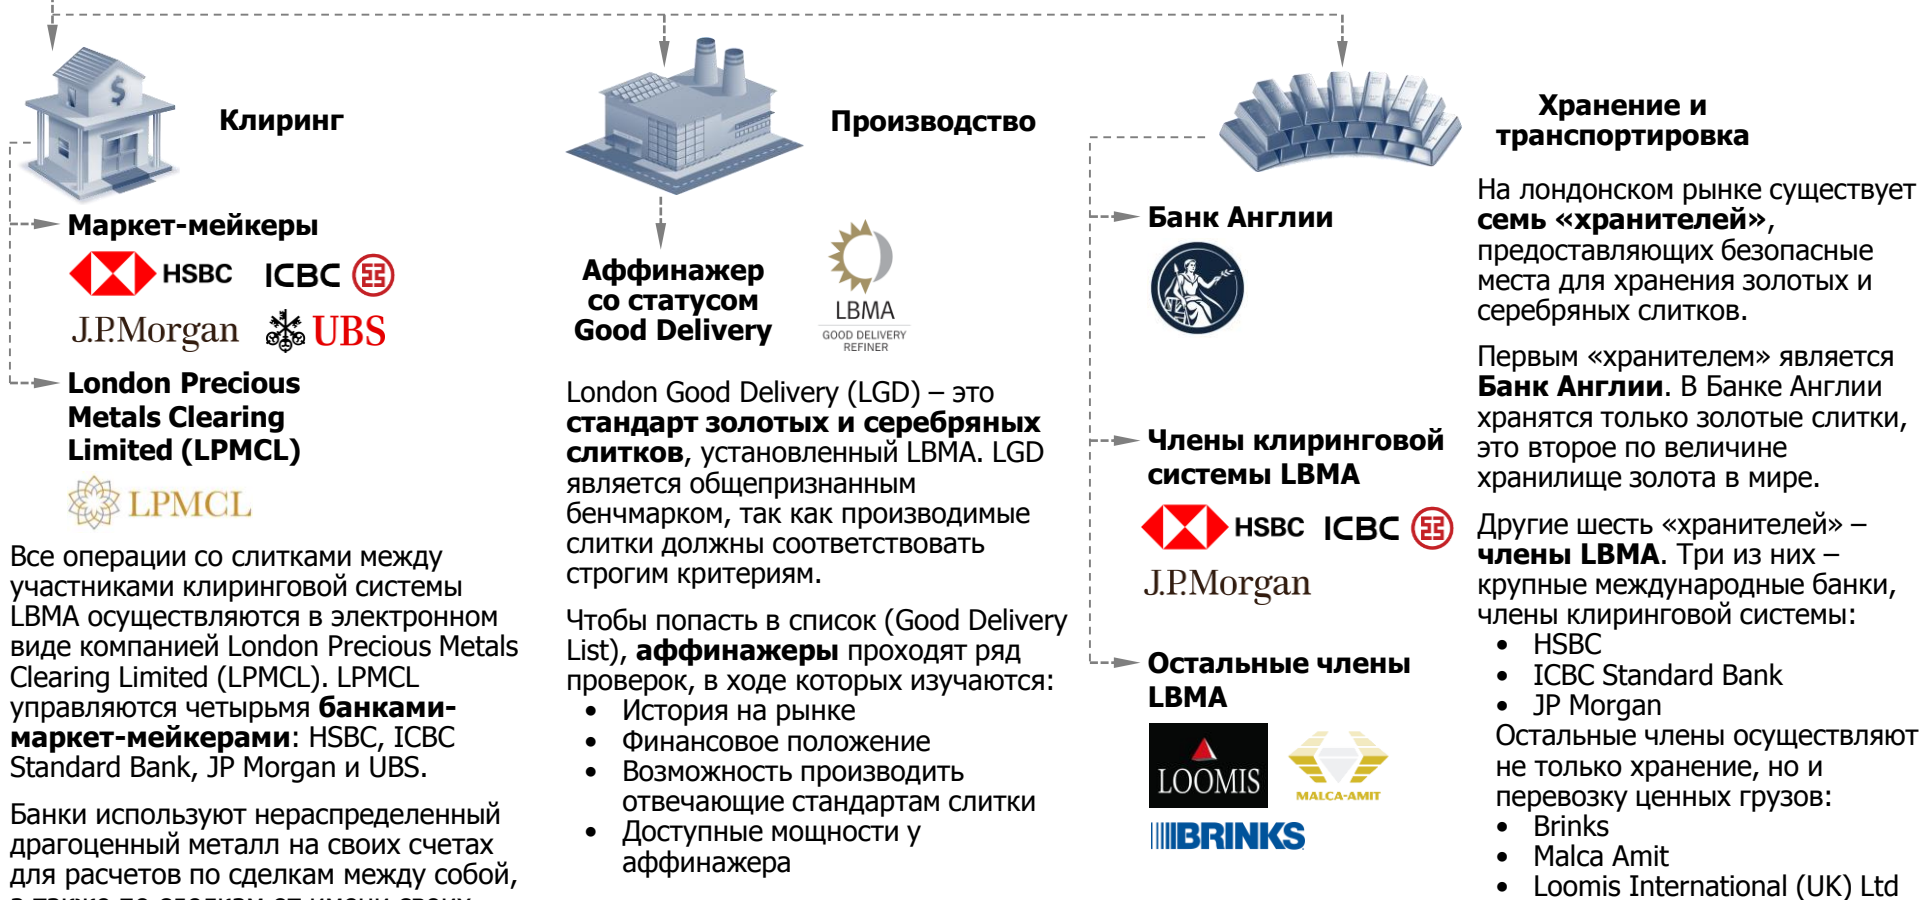 Клиринг
Маркет-мейкеры
HSBC ICBC
J.P.Morgan UBS
London Precious
Metals Clearing
Limited (LPMCL)
LPMCL
Все операции со слитками между
участниками клиринговой системы
LBMA осуществляются в электронном
виде компанией London Precious Metals
Clearing Limited (LPMCL). LPMCL
управляются четырьмя банками-
маркет-мейкерами: HSBC, ICBC
Standard Bank, JP Morgan и UBS.
Банки используют нераспределенный
драгоценный металл на своих счетах
для расчетов по сделкам между собой,
а также по сделкам от имени своих
Производство
Аффинажер
со статусом
Good Delivery
LBMA
GOOD DELIVERY
REFINER
London Good Delivery (LGD) – это
стандарт золотых и серебряных
слитков, установленный LBMA. LGD
является общепризнанным
бенчмарком, так как производимые
слитки должны соответствовать
строгим критериям.
Чтобы попасть в список (Good Delivery
List), аффинажеры проходят ряд
проверок, в ходе которых изучаются:
• История на рынке
• Финансовое положение
• Возможность производить
отвечающие стандартам слитки
• Доступные мощности у
аффинажера
Хранение и
транспортировка
Банк Англии
Члены клиринговой
системы LBMA
HSBC ICBC
J.P.Morgan
Остальные члены
LBMA
LOOMIS
MALCA-AMIT
BRINKS
На лондонском рынке существует
семь «хранителей»,
предоставляющих безопасные
места для хранения золотых и
серебряных слитков.
Первым «хранителем» является
Банк Англии. В Банке Англии
хранятся только золотые слитки,
это второе по величине
хранилище золота в мире.
Другие шесть «хранителей» –
члены LBMA. Три из них –
крупные международные банки,
члены клиринговой системы:
• HSBC
• ICBC Standard Bank
• JP Morgan
Остальные члены осуществляют
не только хранение, но и
перевозку ценных грузов:
• Brinks
• Malca Amit
• Loomis International (UK) Ltd